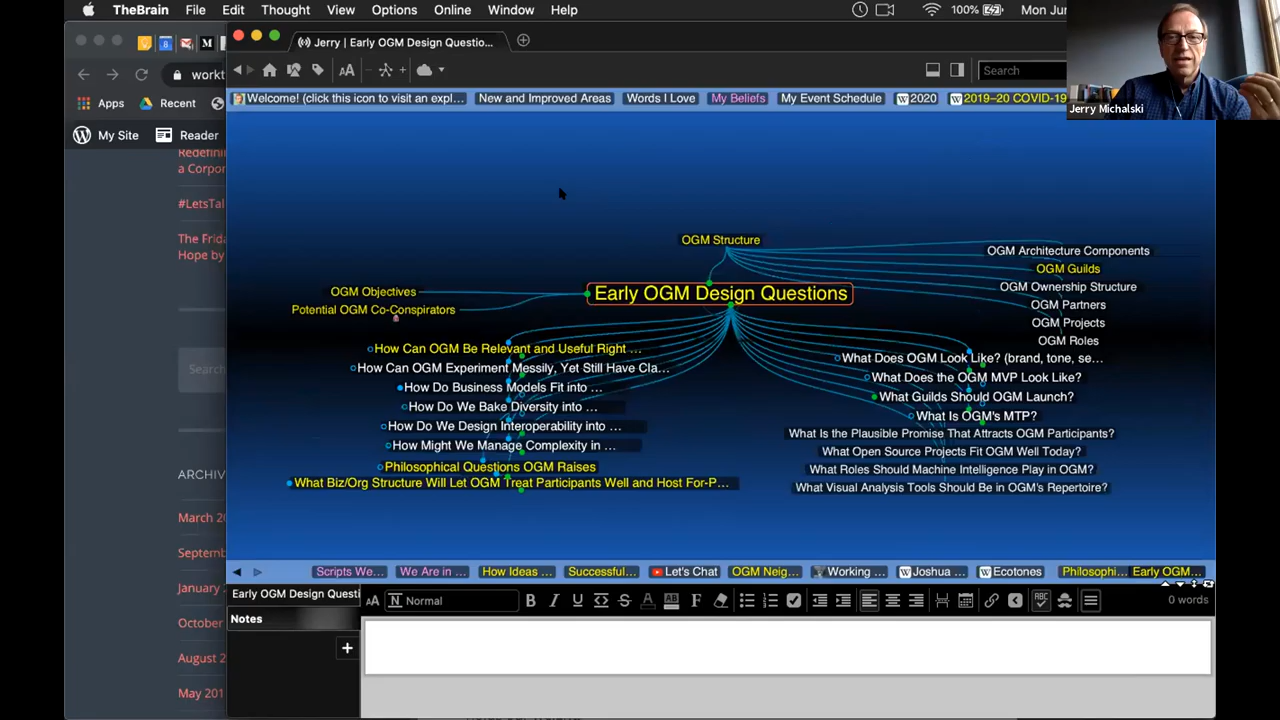 TheBrain File Edit Thought View Options Online Window Help 100% Mon Jun
Jerry | Early OGM Design Questio...
workt
Search
Apps Recent
Welcome! (click this icon to visit an expl... New and Improved Areas Words I Love My Beliefs My Event Schedule 2020 2019–20 COVID-19
Jerry Michalski
My Site Reader
Redefinin
a Corpor
#LetsTal
The Frida
Hope by
Search
ARCHIV
March 20
Septemb
January
October
August 2
May 201
OGM Structure
OGM Architecture Components
OGM Guilds
OGM Ownership Structure
OGM Partners
OGM Projects
OGM Roles
Early OGM Design Questions
OGM Objectives
Potential OGM Co-Conspirators
How Can OGM Be Relevant and Useful Right ...
How Can OGM Experiment Messily, Yet Still Have Cla...
How Do Business Models Fit into ...
How Do We Bake Diversity into ...
How Do We Design Interoperability into ...
How Might We Manage Complexity in ...
Philosophical Questions OGM Raises
What Biz/Org Structure Will Let OGM Treat Participants Well and Host For-P...
What Does OGM Look Like? (brand, tone, se...
What Does the OGM MVP Look Like?
What Guilds Should OGM Launch?
What Is OGM's MTP?
What Is the Plausible Promise That Attracts OGM Participants?
What Open Source Projects Fit OGM Well Today?
What Roles Should Machine Intelligence Play in OGM?
What Visual Analysis Tools Should Be in OGM's Repertoire?
Scripts We... We Are in ... How Ideas ... Successful... Let's Chat OGM Neig... Working ... Joshua ... Ecotones Philosophi... Early OGM...
Early OGM Design Questi
Normal
0 words
Notes